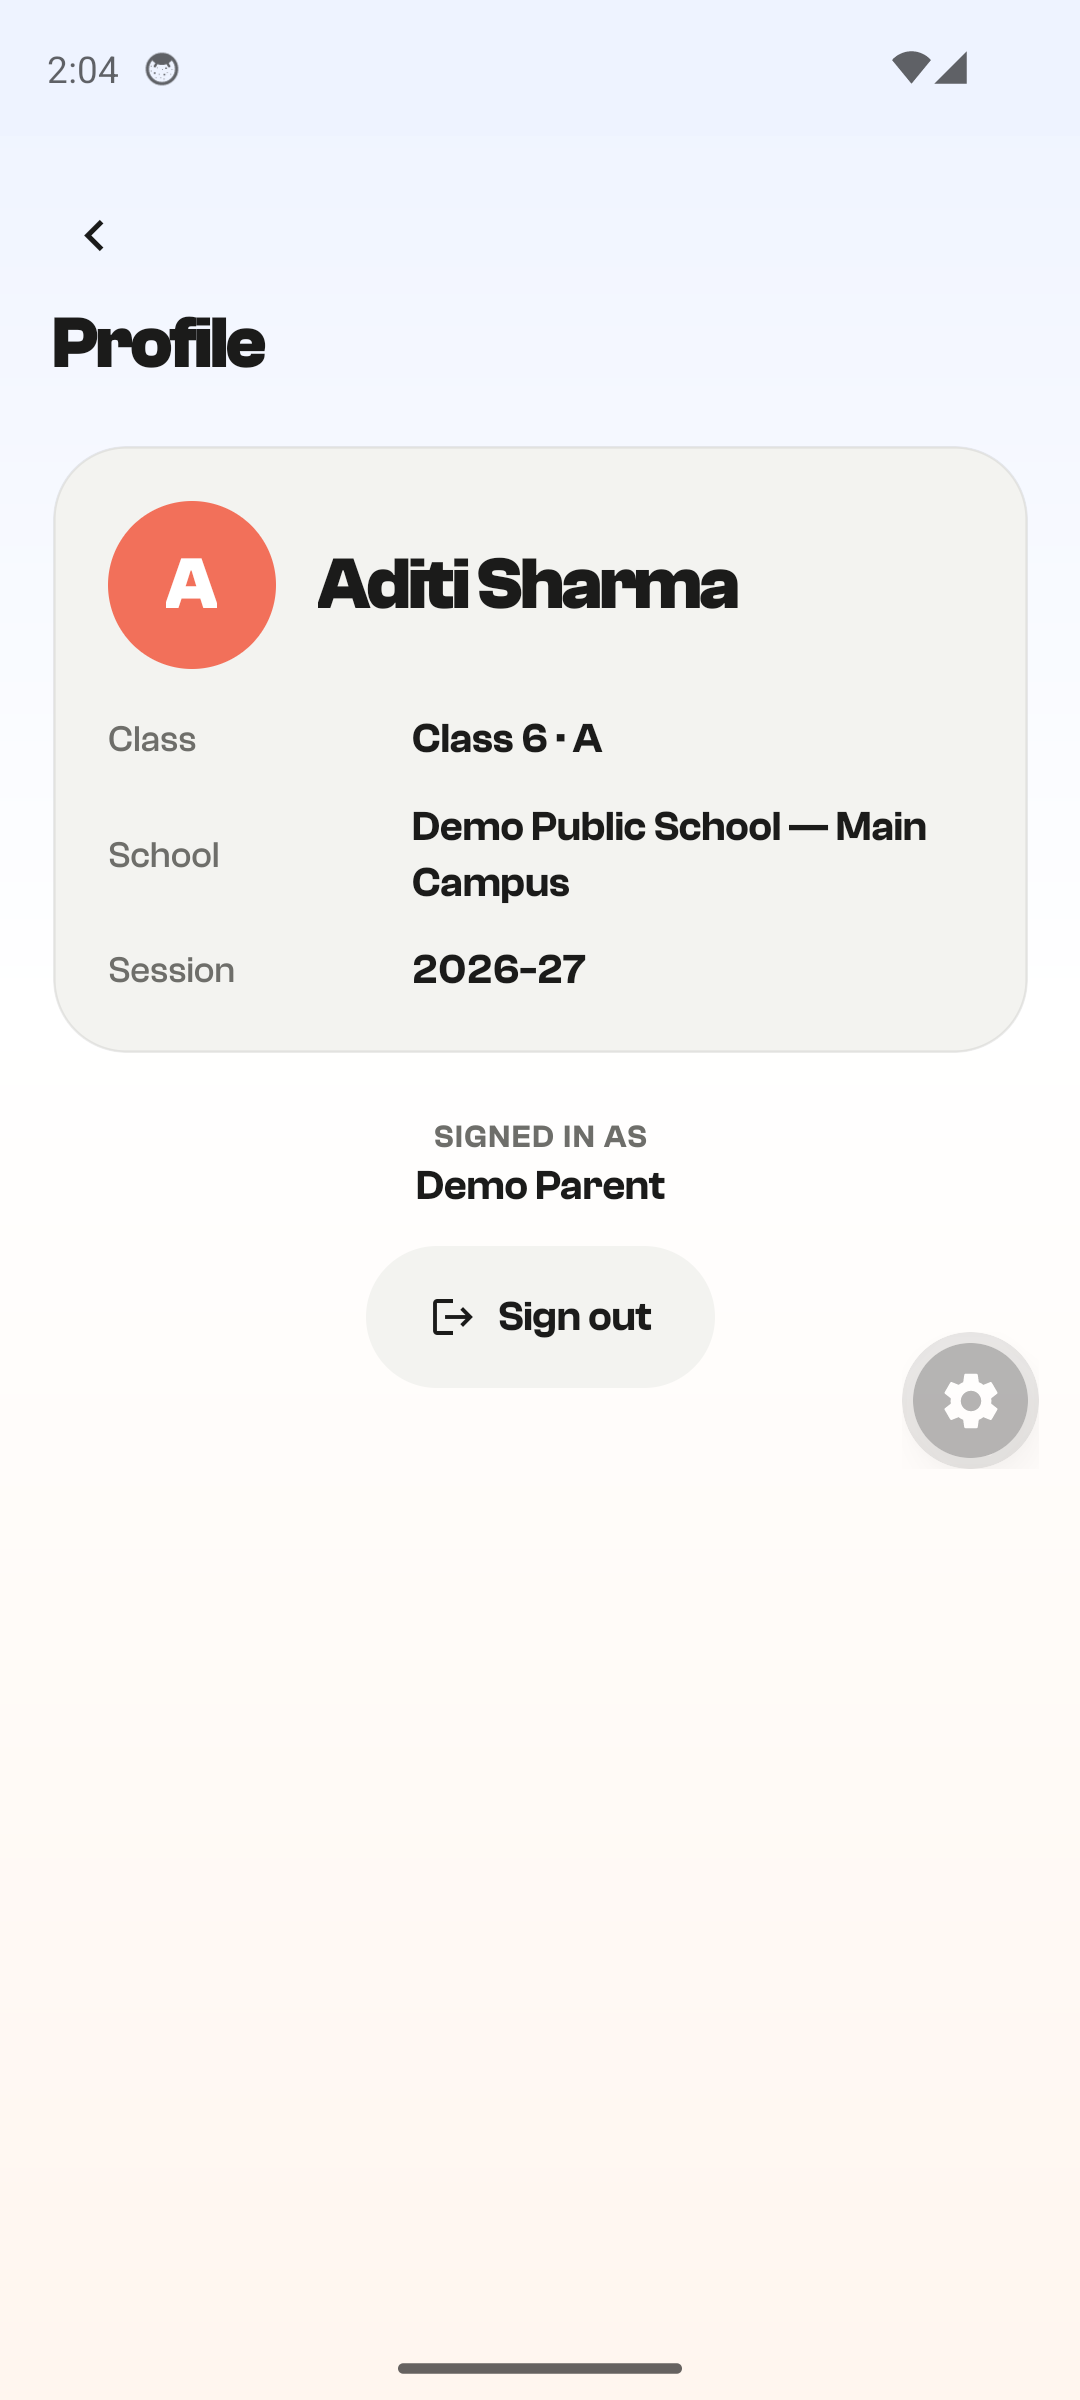 2:04
Profile
A
Aditi Sharma
Class
Class 6 · A
School
Demo Public School — Main
Campus
Session
2026-27
SIGNED IN AS
Demo Parent
Sign out